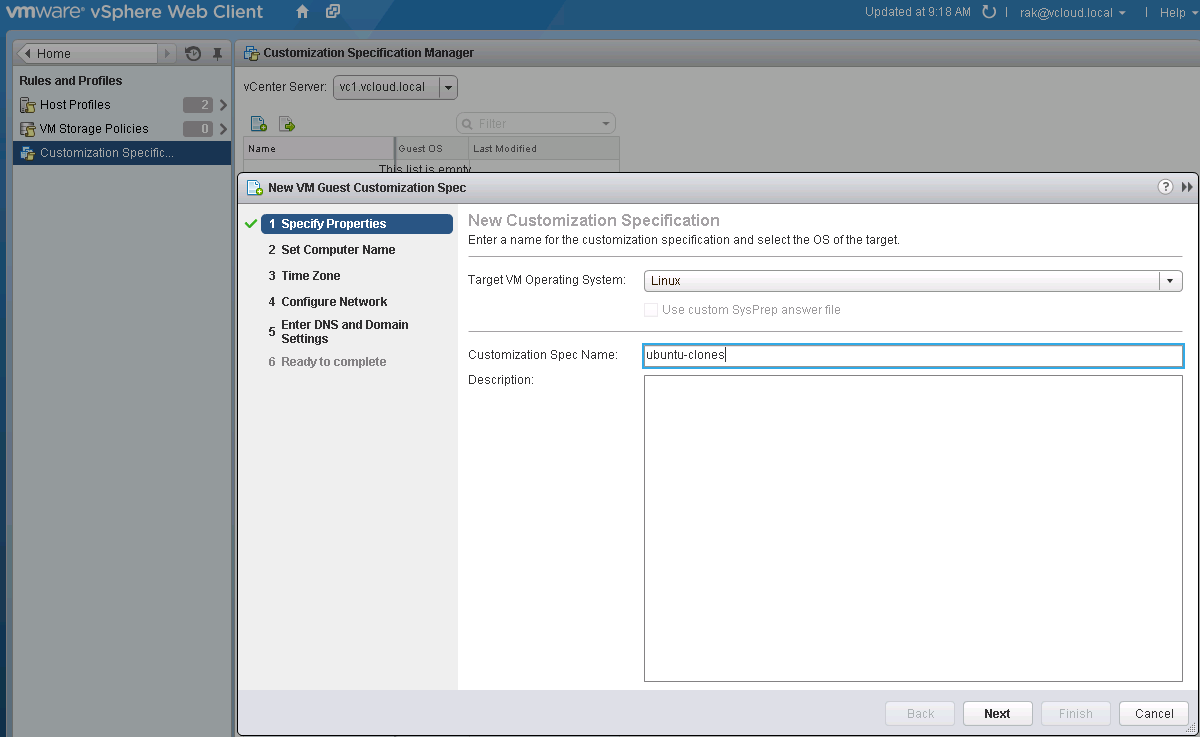 vmware® vSphere Web Client
Updated at 9:18 AM
rak@vcloud.local
Help
Home
Rules and Profiles
Host Profiles 2
VM Storage Policies 0
Customization Specific...
Customization Specification Manager
vCenter Server: vc1.vcloud.local
Filter
Name Guest OS Last Modified
This list is empty
New VM Guest Customization Spec
?
1 Specify Properties
2 Set Computer Name
3 Time Zone
4 Configure Network
5 Enter DNS and Domain
Settings
6 Ready to complete
New Customization Specification
Enter a name for the customization specification and select the OS of the target.
Target VM Operating System: Linux
Use custom SysPrep answer file
Customization Spec Name: ubuntu-clones
Description:
Back Next Finish Cancel